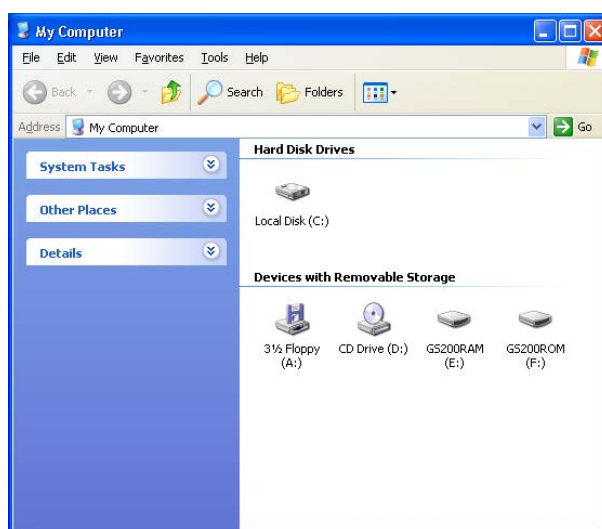 My Computer
File Edit View Favorites Tools Help
Back Search Folders
Address My Computer Go
System Tasks
Other Places
Details
Hard Disk Drives
Local Disk (C:)
Devices with Removable Storage
3½ Floppy (A:)
CD Drive (D:)
GS200RAM (E:)
GS200ROM (F:)